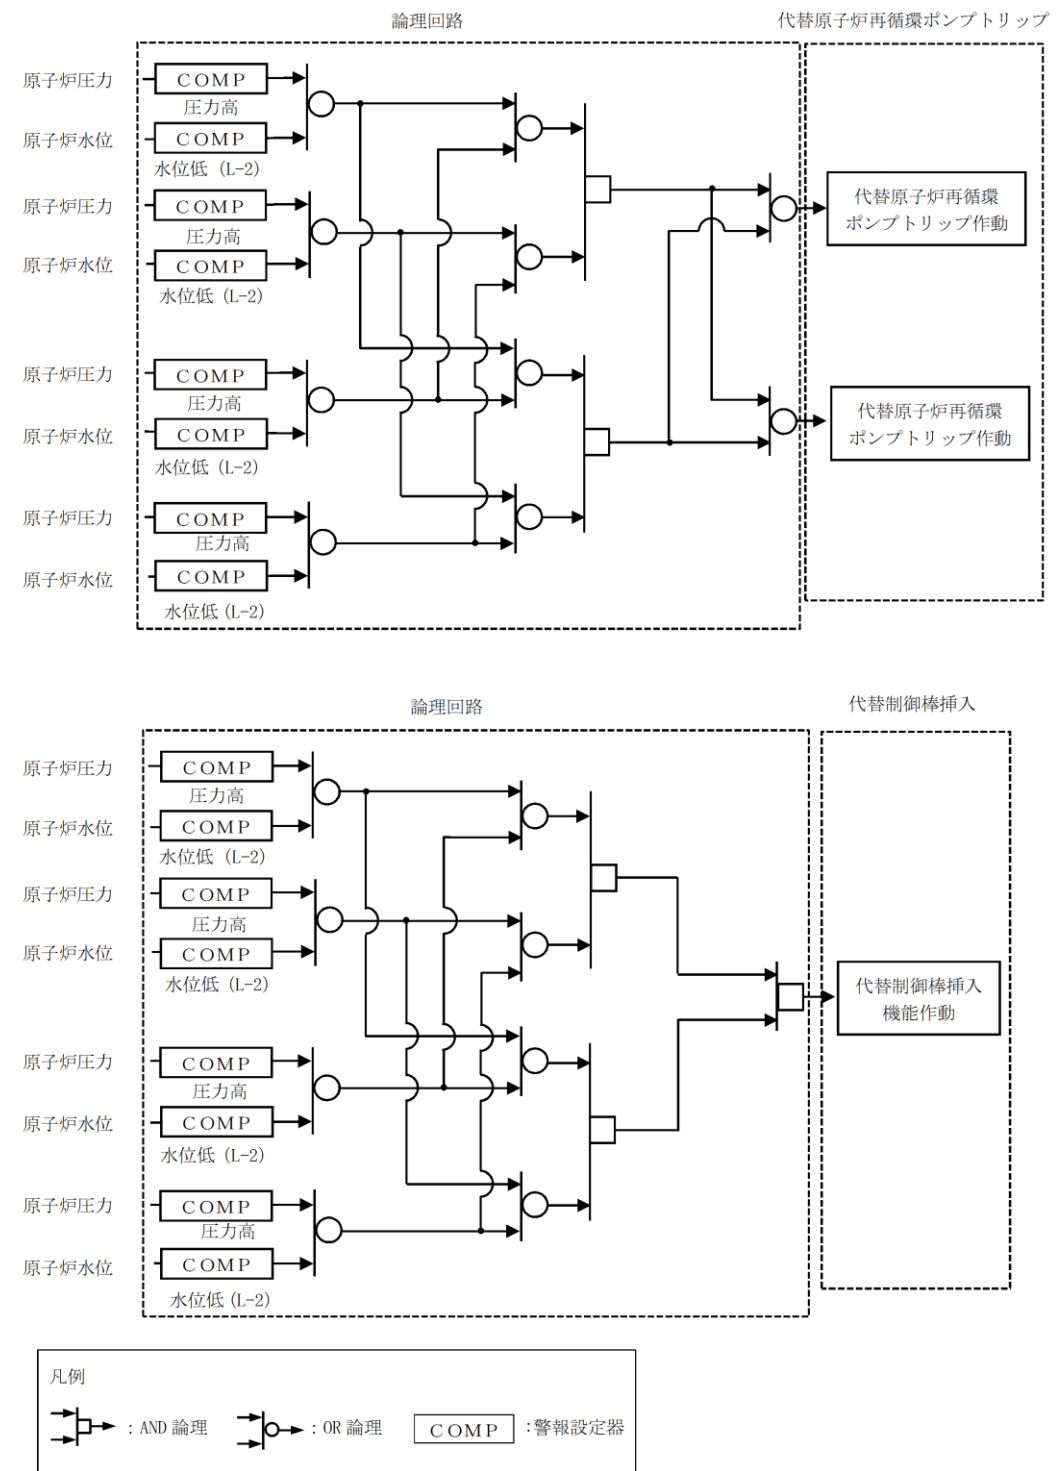 論理回路
代替原子炉再循環ポンプトリップ
原子炉圧力
COMP
圧力高
原子炉水位
COMP
水位低 (L-2)
原子炉圧力
COMP
圧力高
原子炉水位
COMP
水位低 (L-2)
原子炉圧力
COMP
圧力高
原子炉水位
COMP
水位低 (L-2)
原子炉圧力
COMP
圧力高
原子炉水位
COMP
水位低 (L-2)
代替原子炉再循環
ポンプトリップ作動
代替原子炉再循環
ポンプトリップ作動
論理回路
代替制御棒挿入
原子炉圧力
COMP
圧力高
原子炉水位
COMP
水位低 (L-2)
原子炉圧力
COMP
圧力高
原子炉水位
COMP
水位低 (L-2)
原子炉圧力
COMP
圧力高
原子炉水位
COMP
水位低 (L-2)
原子炉圧力
COMP
圧力高
原子炉水位
COMP
水位低 (L-2)
代替制御棒挿入
機能作動
凡例
: AND 論理
: OR 論理
COMP
:警報設定器